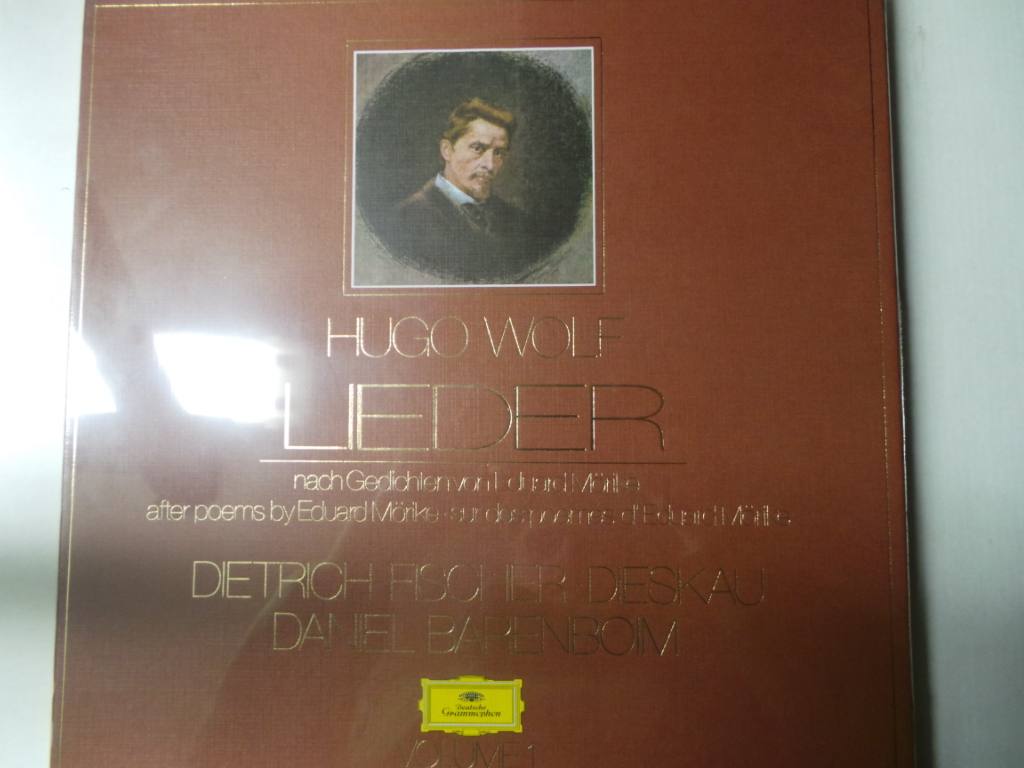 HUGO WOLF
LIEDER
nach Gedichten von Eduard Mörike
after poems by Eduard Mörike · sur des poèmes d'Eduard Mörike
DIETRICH FISCHER-DIESKAU
DANIEL BARENBOIM
Deutsche
Grammophon
VOLUME 1